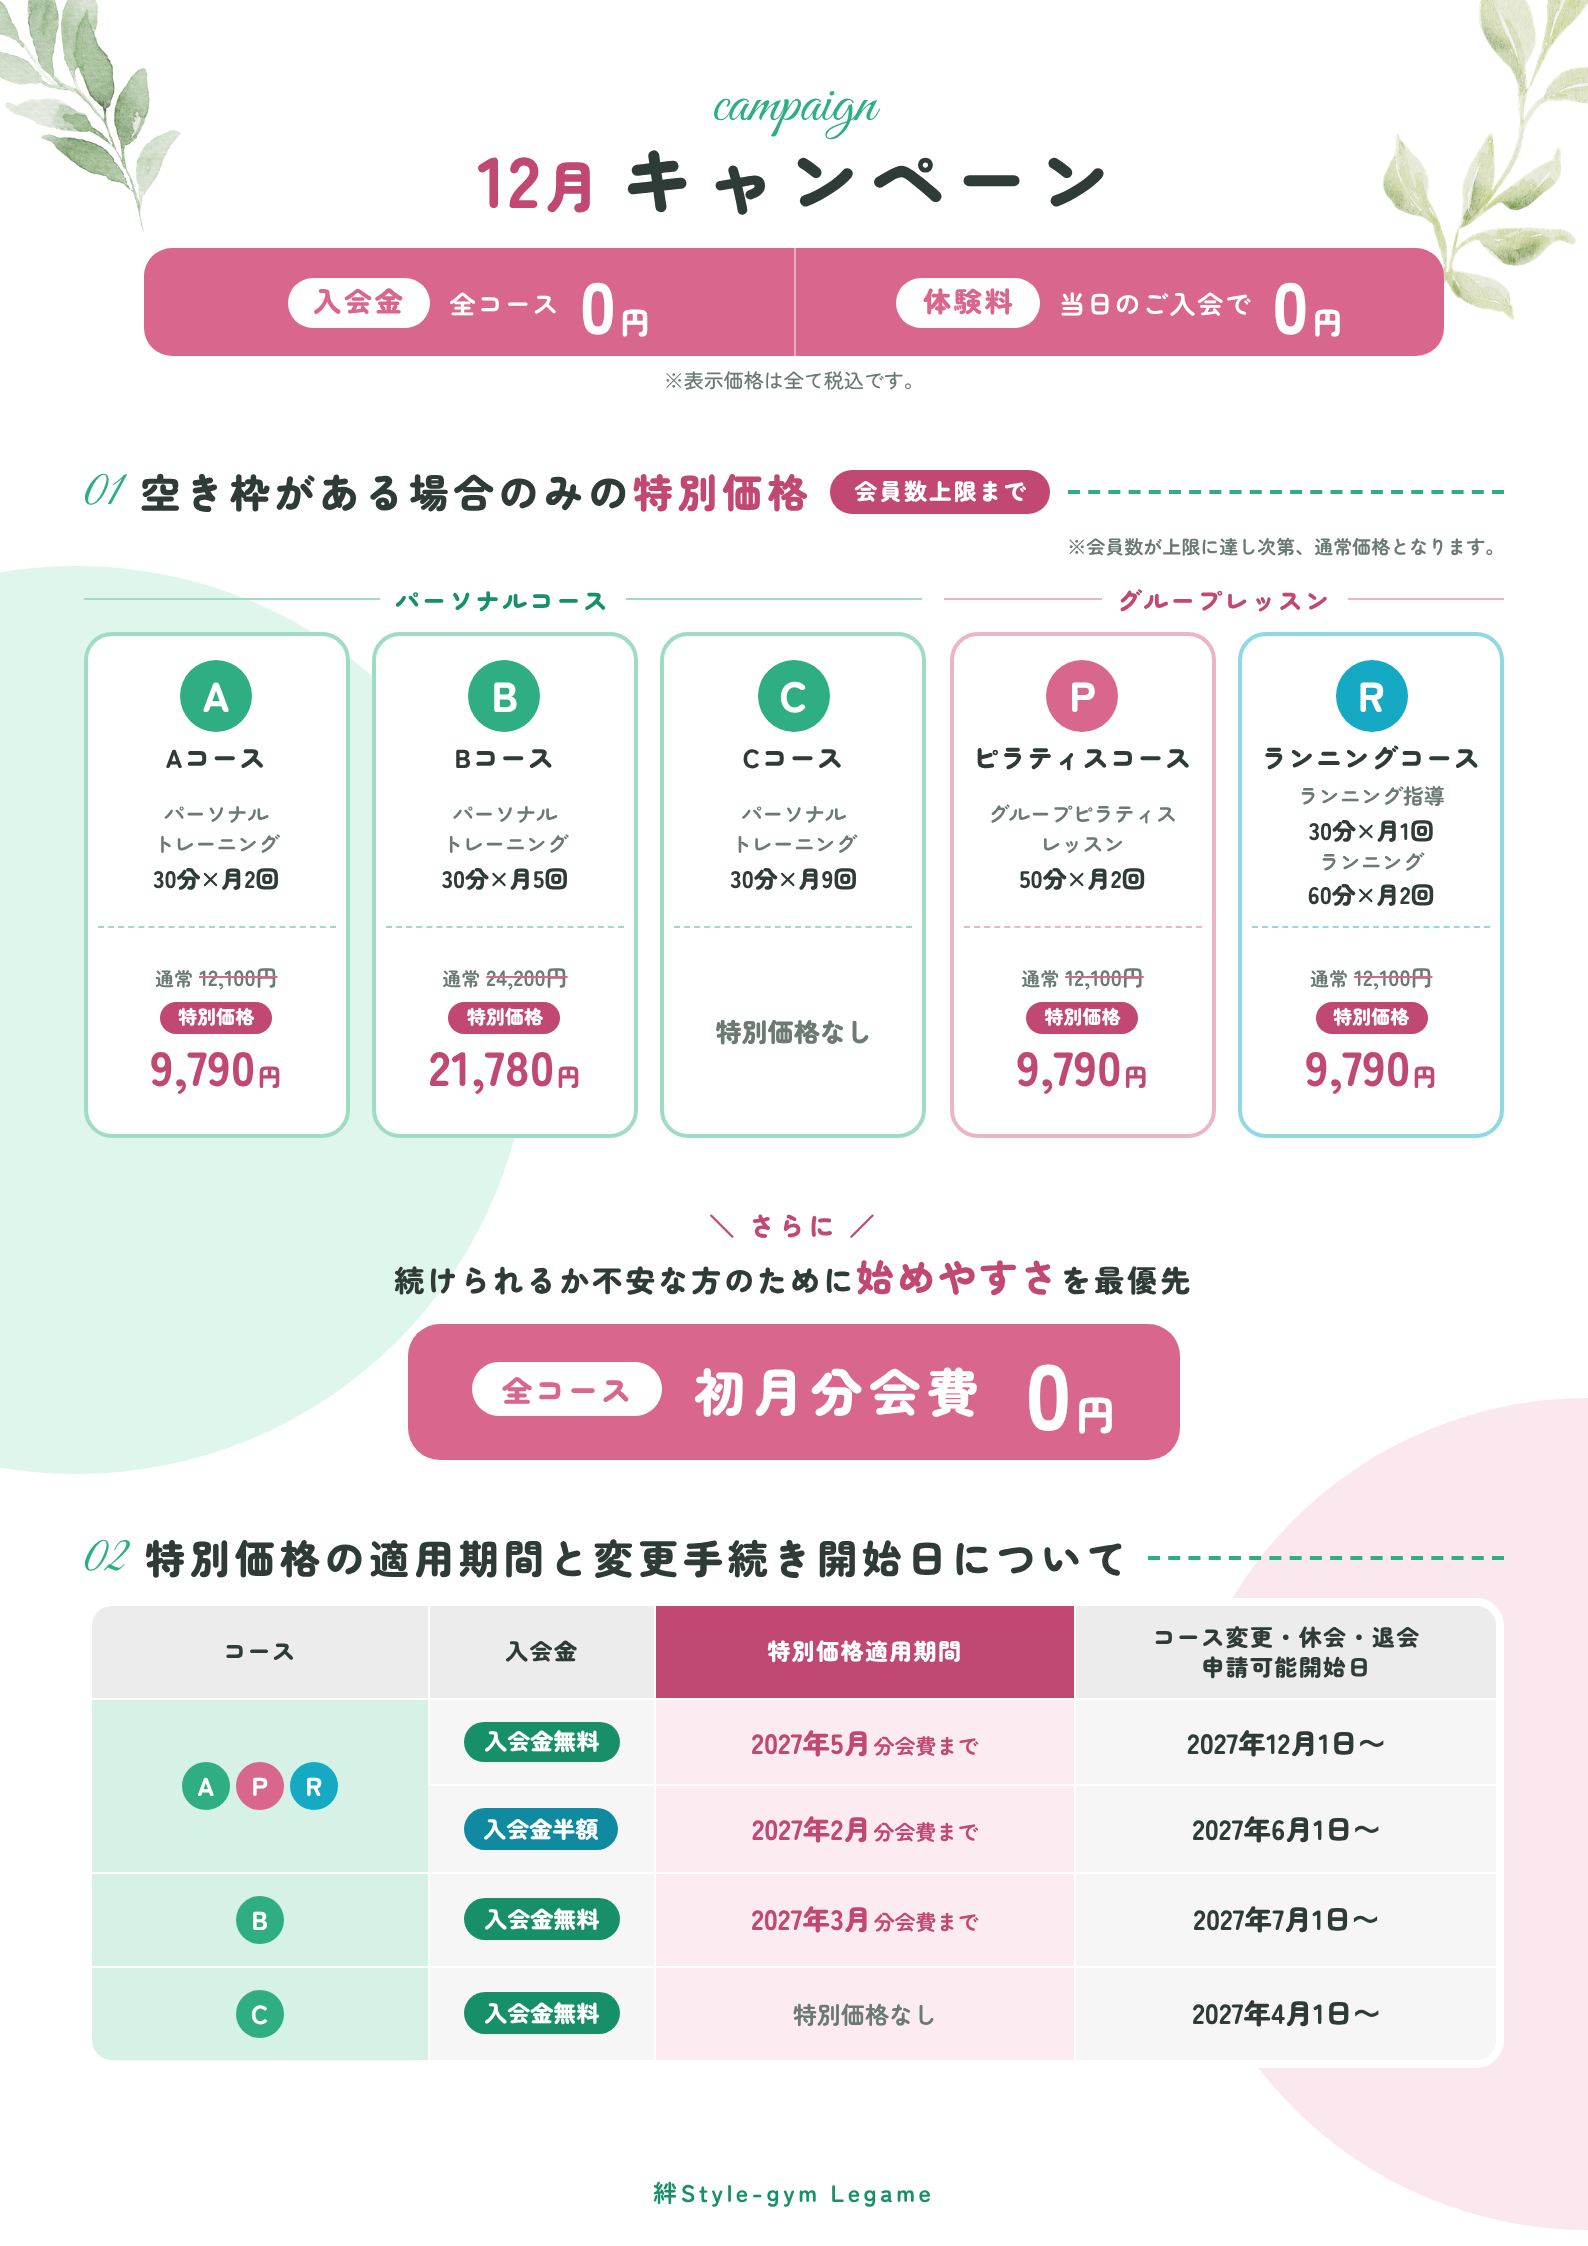 campaign
12月 キャンペーン
入会金 全コース 0円
体験料 当日のご入会で 0円
※表示価格は全て税込です。
01 空き枠がある場合のみの特別価格 会員数上限まで
※会員数が上限に達し次第、通常価格となります。
パーソナルコース
A
Aコース
パーソナル
トレーニング
30分×月2回
通常 12,100円
特別価格
9,790円
B
Bコース
パーソナル
トレーニング
30分×月5回
通常 24,200円
特別価格
21,780円
C
Cコース
パーソナル
トレーニング
30分×月9回
特別価格なし
グループレッスン
P
ピラティスコース
グループピラティス
レッスン
50分×月2回
通常 12,100円
特別価格
9,790円
R
ランニングコース
ランニング指導
30分×月1回
ランニング
60分×月2回
通常 12,100円
特別価格
9,790円
＼ さらに ／
続けられるか不安な方のために始めやすさを最優先
全コース 初月分会費 0円
02 特別価格の適用期間と変更手続き開始日について
コース 入会金 特別価格適用期間 コース変更・休会・退会
申請可能開始日
A P R
入会金無料 2027年5月分会費まで 2027年12月1日～
入会金半額 2027年2月分会費まで 2027年6月1日～
B 入会金無料 2027年3月分会費まで 2027年7月1日～
C 入会金無料 特別価格なし 2027年4月1日～
絆Style-gym Legame